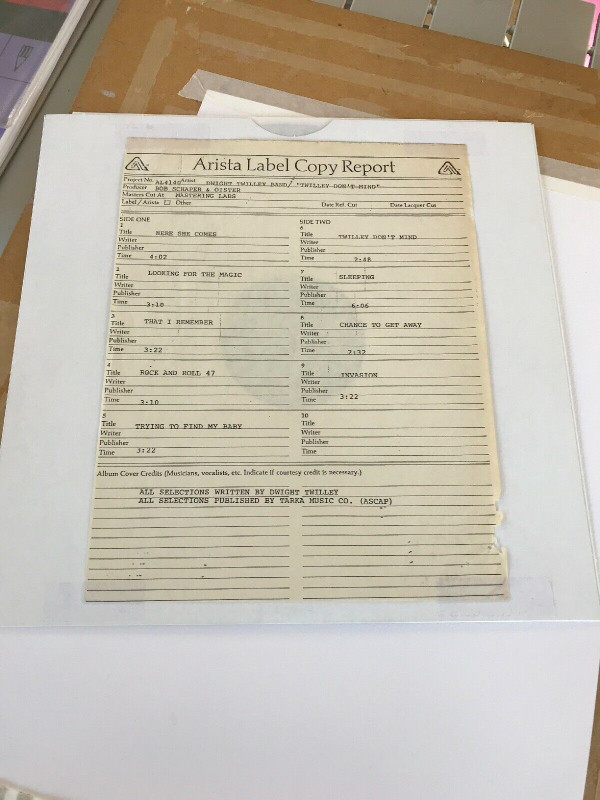 Arista Label Copy Report
Project No. AL4140 Artist DWIGHT TWILLEY BAND/ "TWILLEY DON'T MIND"
Producer BOB SCHAPER & OISTER
Masters Cut At MASTERING LABS
Label/Arista Other Date Ref. Cut Date Lacquer Cut
SIDE ONE
1
Title HERE SHE COMES
Writer
Publisher
Time 4:02
2
Title LOOKING FOR THE MAGIC
Writer
Publisher
Time 3:10
3
Title THAT I REMEMBER
Writer
Publisher
Time 3:22
4
Title ROCK AND ROLL 47
Writer
Publisher
Time 3:10
5
Title TRYING TO FIND MY BABY
Writer
Publisher
Time 3:22
SIDE TWO
6
Title TWILLEY DON'T MIND
Writer
Publisher
Time 2:48
7
Title SLEEPING
Writer
Publisher
Time 6:06
8
Title CHANCE TO GET AWAY
Writer
Publisher
Time 2:32
9
Title INVASION
Writer
Publisher
Time 3:22
10
Title
Writer
Publisher
Time
Album Cover Credits (Musicians, vocalists, etc. Indicate if courtesy credit is necessary.)
ALL SELECTIONS WRITTEN BY DWIGHT TWILLEY
ALL SELECTIONS PUBLISHED BY TARKA MUSIC CO. (ASCAP)